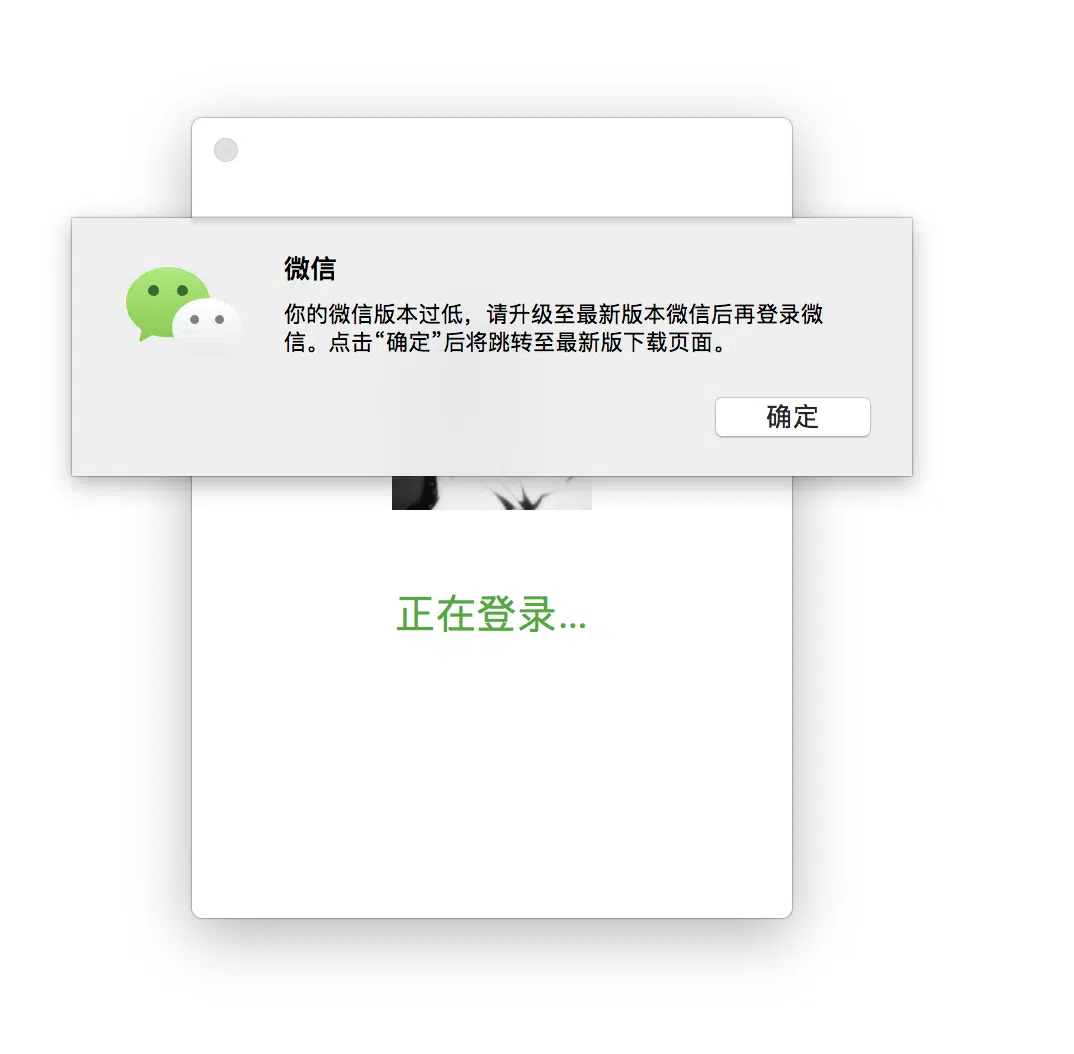 微信
你的微信版本过低，请升级至最新版本微信后再登录微
信。点击“确定”后将跳转至最新版下载页面。
确定
正在登录...